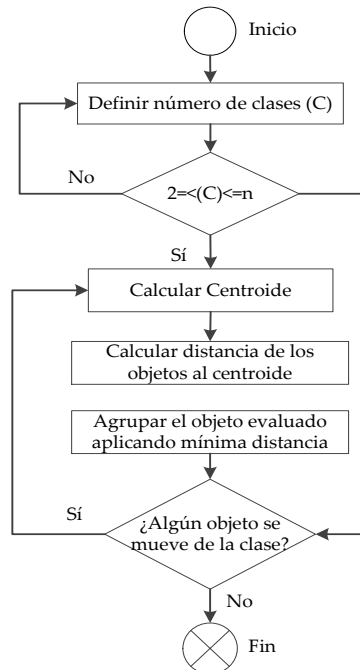 Inicio
Definir número de clases (C)
No
2=<(C)<=n
Sí
Calcular Centroide
Calcular distancia de los
objetos al centroide
Agrupar el objeto evaluado
aplicando mínima distancia
Sí
¿Algún objeto se
mueve de la clase?
No
Fin